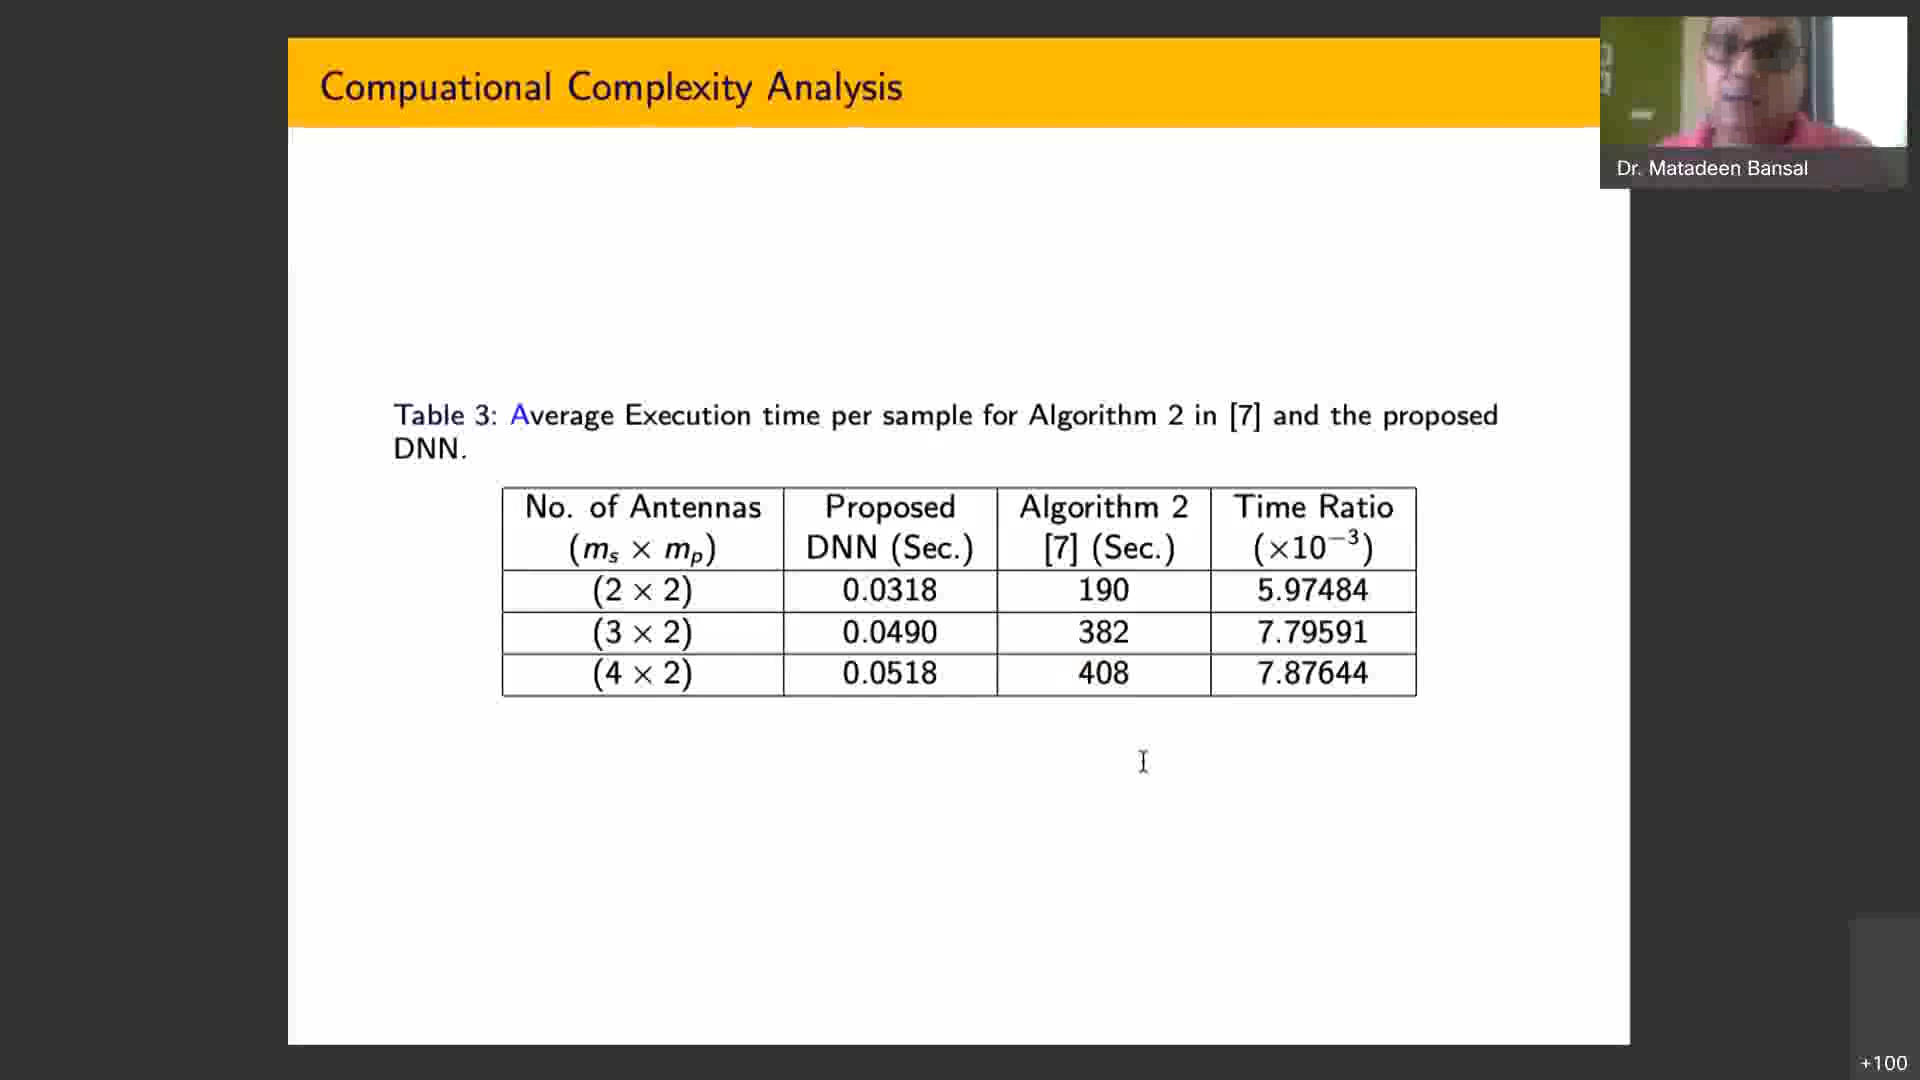 Compuational Complexity Analysis
Dr. Matadeen Bansal
Table 3: Average Execution time per sample for Algorithm 2 in [7] and the proposed
DNN.
No. of Antennas (mₛ × mₚ) Proposed DNN (Sec.) Algorithm 2 [7] (Sec.) Time Ratio (×10⁻³)
(2 × 2) 0.0318 190 5.97484
(3 × 2) 0.0490 382 7.79591
(4 × 2) 0.0518 408 7.87644
+100